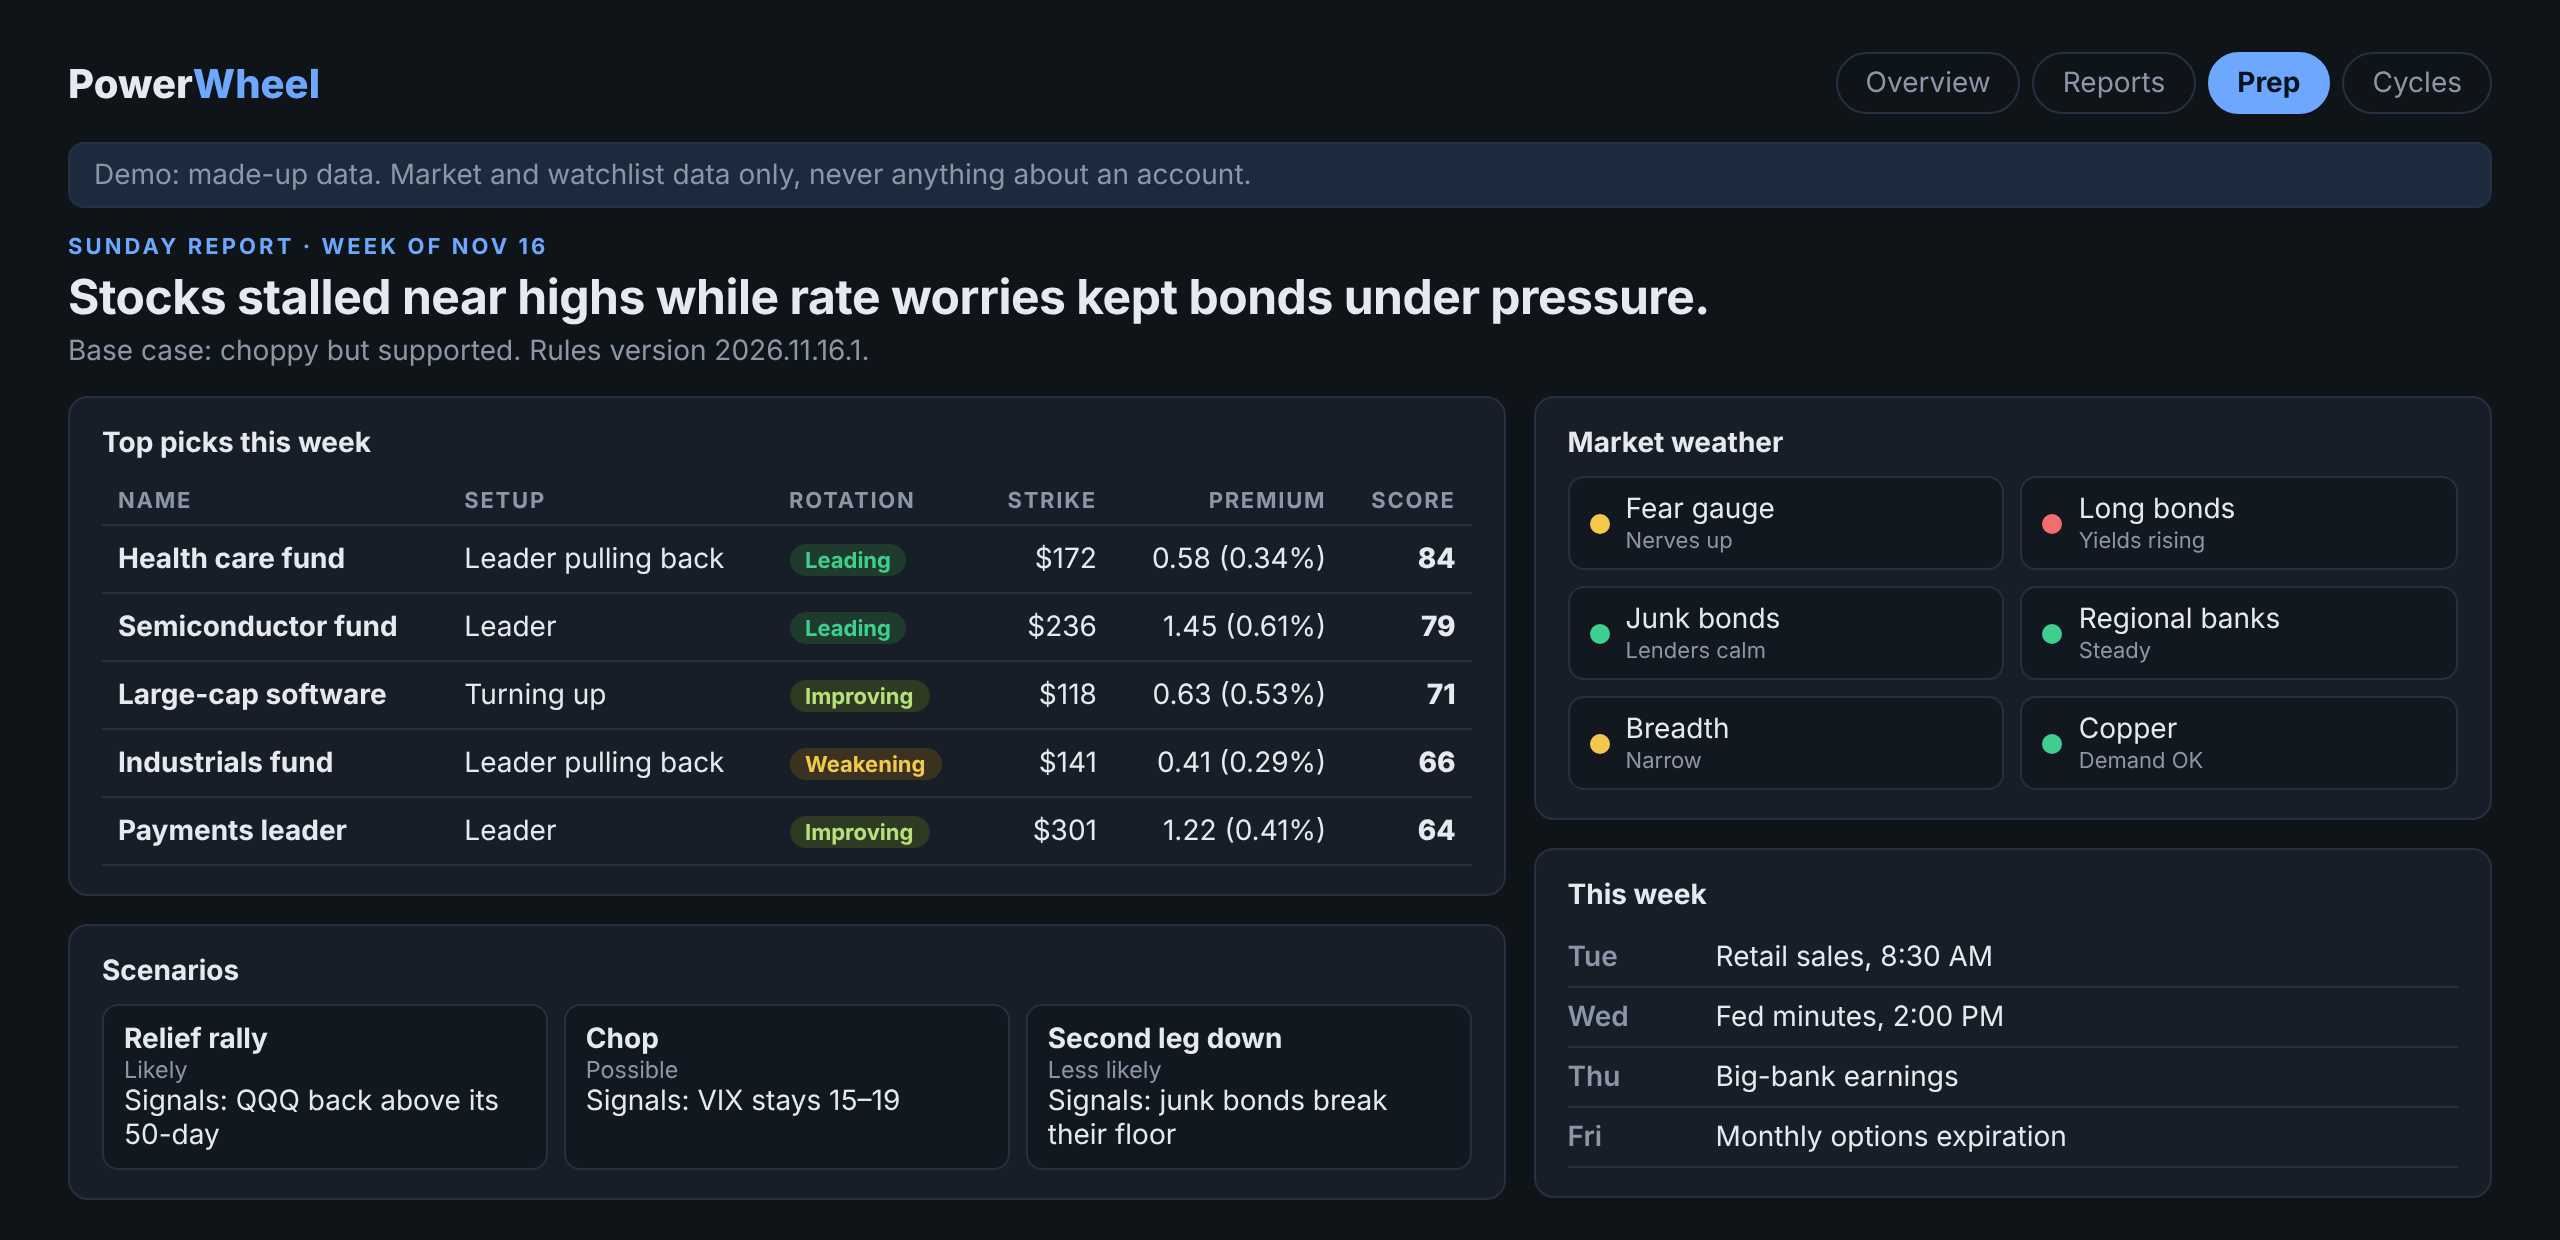 PowerWheel
Overview
Reports
Prep
Cycles
Demo: made-up data. Market and watchlist data only, never anything about an account.
SUNDAY REPORT · WEEK OF NOV 16
Stocks stalled near highs while rate worries kept bonds under pressure.
Base case: choppy but supported. Rules version 2026.11.16.1.
Top picks this week
NAME SETUP ROTATION STRIKE PREMIUM SCORE
Health care fund Leader pulling back Leading $172 0.58 (0.34%) 84
Semiconductor fund Leader Leading $236 1.45 (0.61%) 79
Large-cap software Turning up Improving $118 0.63 (0.53%) 71
Industrials fund Leader pulling back Weakening $141 0.41 (0.29%) 66
Payments leader Leader Improving $301 1.22 (0.41%) 64
Scenarios
Relief rally
Likely
Signals: QQQ back above its
50-day
Chop
Possible
Signals: VIX stays 15–19
Second leg down
Less likely
Signals: junk bonds break
their floor
Market weather
Fear gauge
Nerves up
Long bonds
Yields rising
Junk bonds
Lenders calm
Regional banks
Steady
Breadth
Narrow
Copper
Demand OK
This week
Tue Retail sales, 8:30 AM
Wed Fed minutes, 2:00 PM
Thu Big-bank earnings
Fri Monthly options expiration